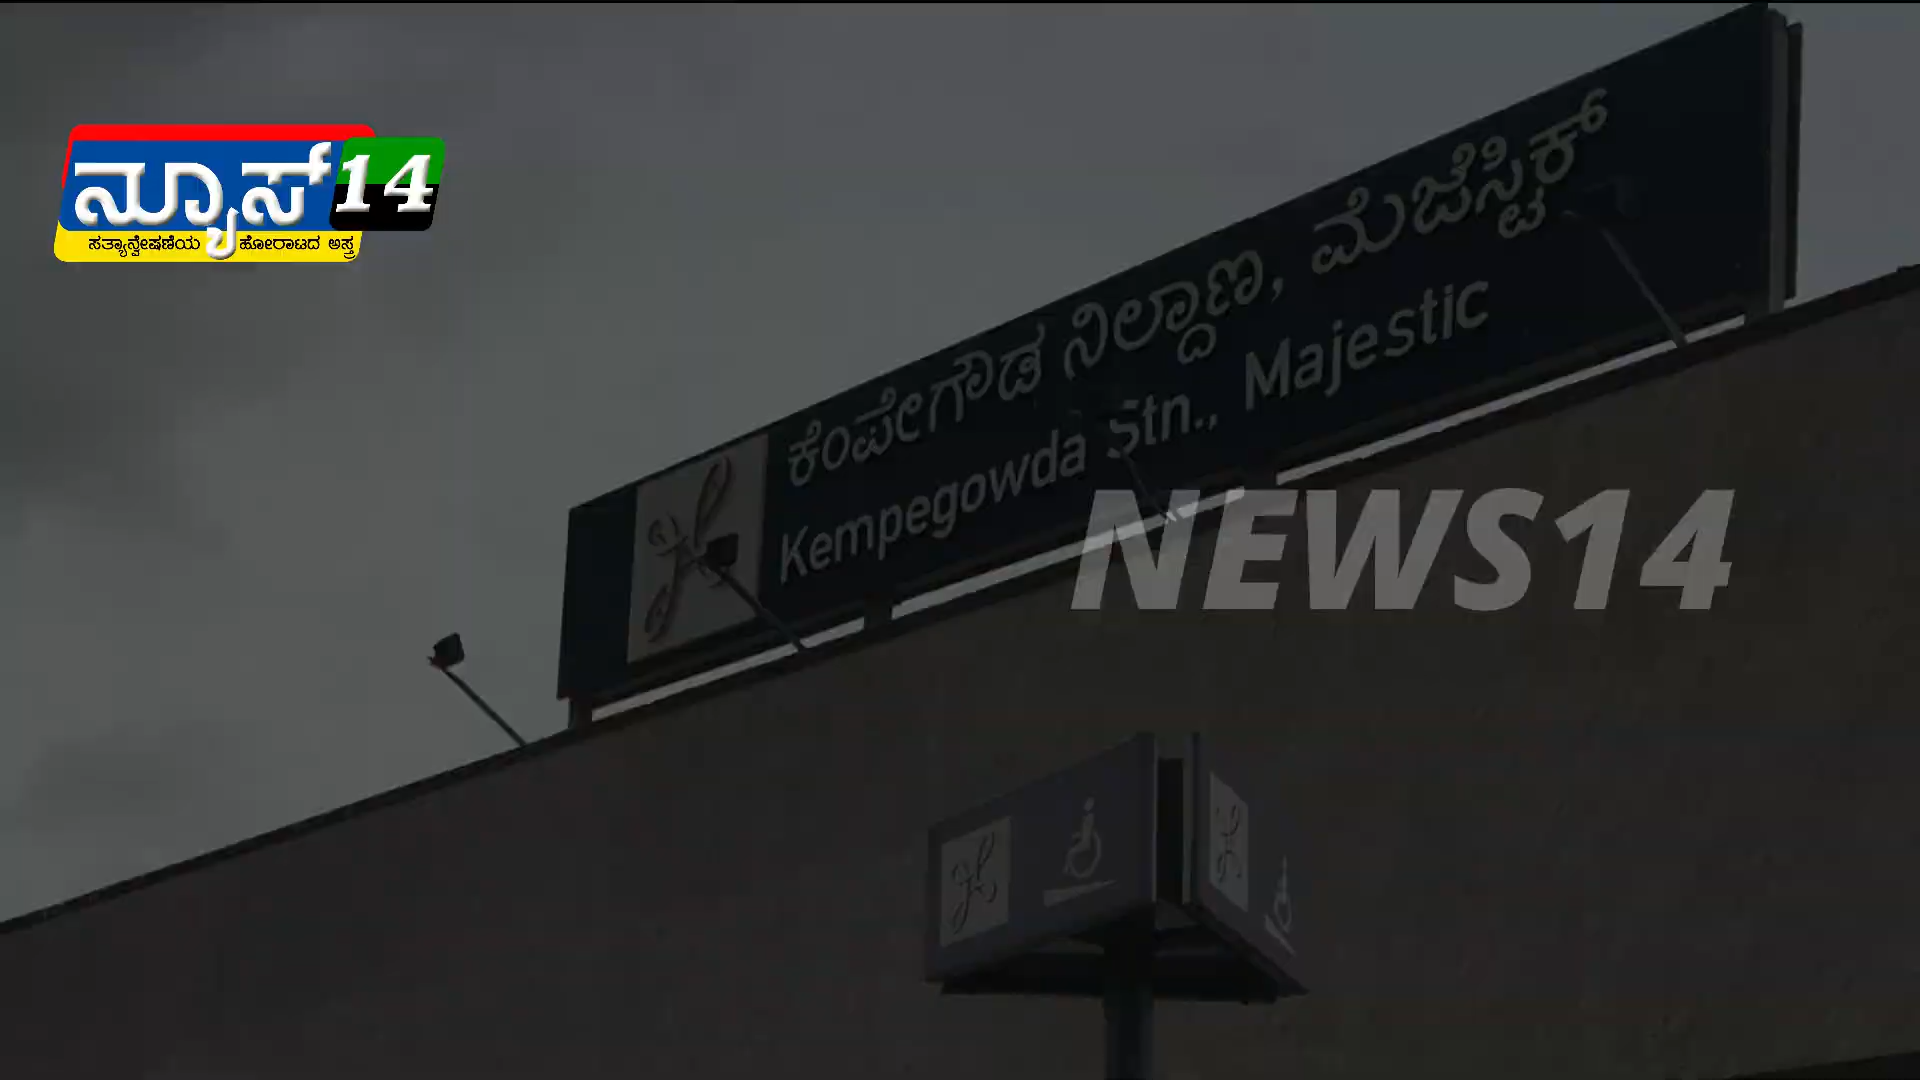 ನ್ಯೂಸ್ 14
ಸತ್ಯಾನ್ವೇಷಣೆಯ ಹೋರಾಟದ ಅಸ್ತ್ರ
ಕೆಂಪೇಗೌಡ ನಿಲ್ದಾಣ, ಮೆಜೆಸ್ಟಿಕ್
Kempegowda Stn., Majestic
NEWS14